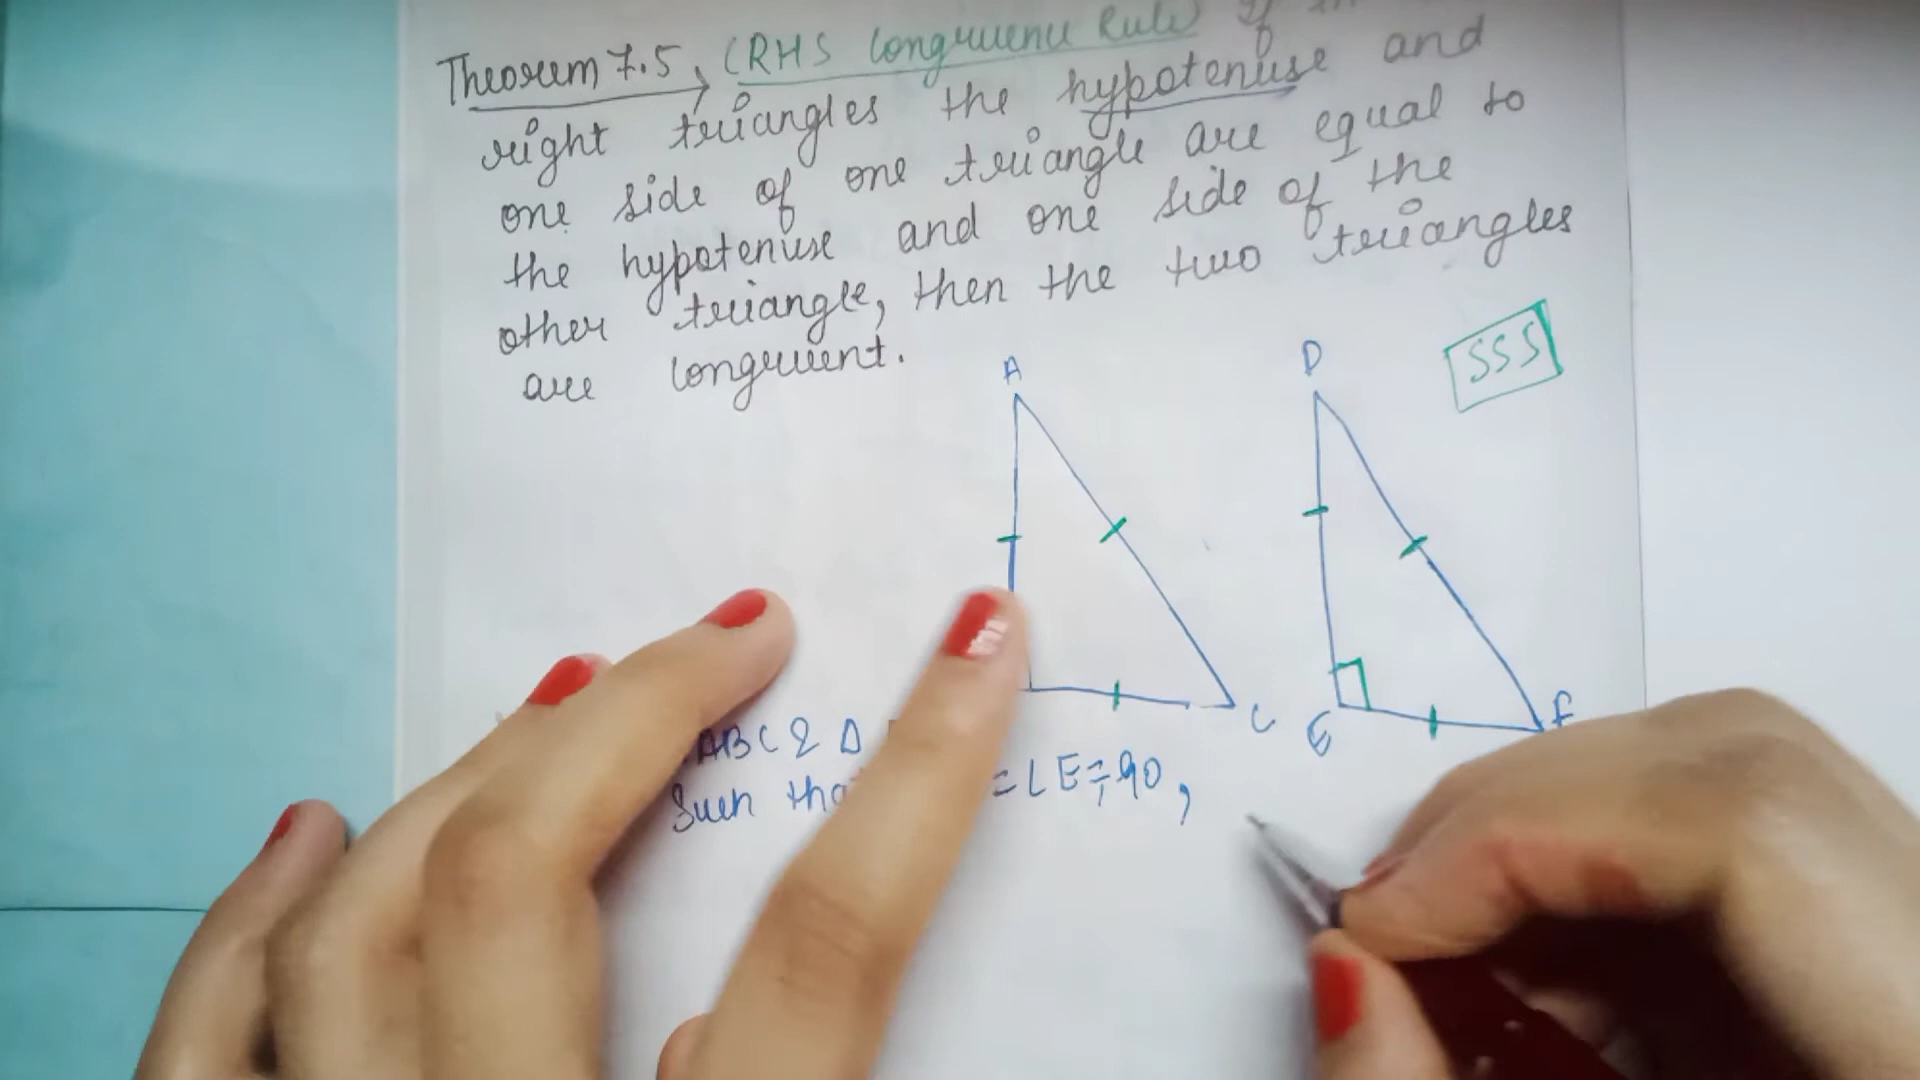 Theorem 7.5, (RHS Congruence Rule) If in
right triangles the hypotenuse and
one side of one triangle are equal to
the hypotenuse and one side of the
other triangle, then the two triangles
are congruent.
SSS
A
D
C
E
F
ABC & Δ
Such tha = ∠E = 90,